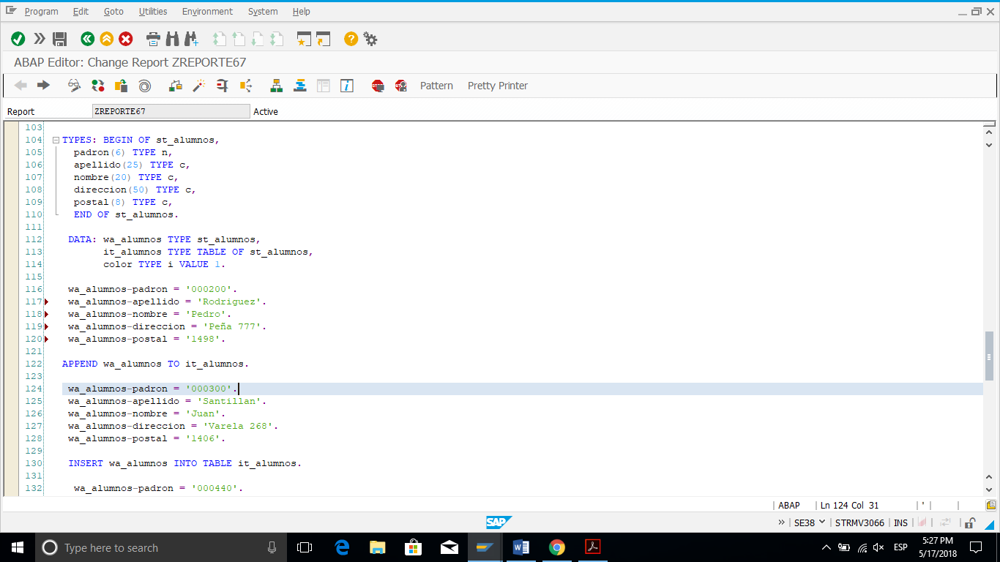 Program Edit Goto Utilities Environment System Help
ABAP Editor: Change Report ZREPORTE67
Pattern Pretty Printer
Report ZREPORTE67 Active
103
104 TYPES: BEGIN OF st_alumnos,
105 padron(6) TYPE n,
106 apellido(25) TYPE c,
107 nombre(20) TYPE c,
108 direccion(50) TYPE c,
109 postal(8) TYPE c,
110 END OF st_alumnos.
111
112 DATA: wa_alumnos TYPE st_alumnos,
113 it_alumnos TYPE TABLE OF st_alumnos,
114 color TYPE i VALUE 1.
115
116 wa_alumnos-padron = '000200'.
117 wa_alumnos-apellido = 'Rodriguez'.
118 wa_alumnos-nombre = 'Pedro'.
119 wa_alumnos-direccion = 'Peña 777'.
120 wa_alumnos-postal = '1498'.
121
122 APPEND wa_alumnos TO it_alumnos.
123
124 wa_alumnos-padron = '000300'.
125 wa_alumnos-apellido = 'Santillan'.
126 wa_alumnos-nombre = 'Juan'.
127 wa_alumnos-direccion = 'Varela 268'.
128 wa_alumnos-postal = '1406'.
129
130 INSERT wa_alumnos INTO TABLE it_alumnos.
131
132 wa_alumnos-padron = '000440'.
ABAP Ln 124 Col 31
SAP
SE38 STRMV3066 INS
Type here to search
ESP
5:27 PM
5/17/2018